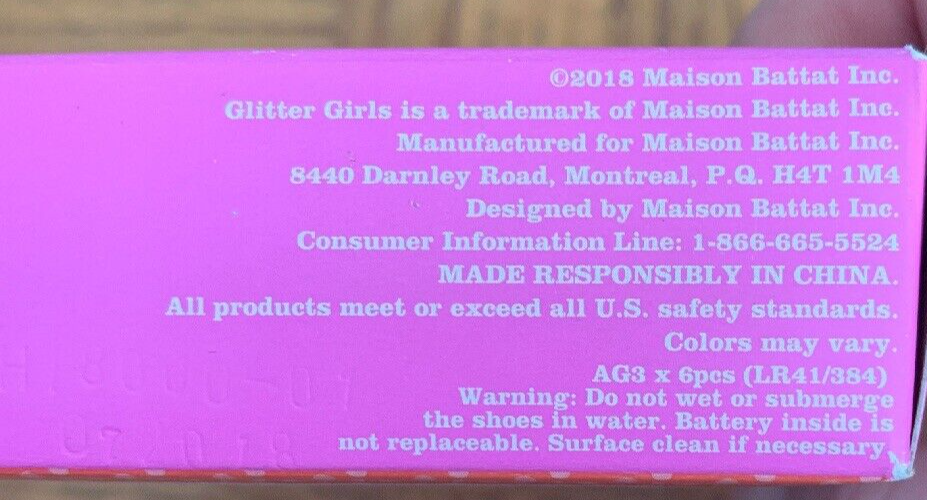 ©2018 Maison Battat Inc.
Glitter Girls is a trademark of Maison Battat Inc.
Manufactured for Maison Battat Inc.
8440 Darnley Road, Montreal, P.Q. H4T 1M4
Designed by Maison Battat Inc.
Consumer Information Line: 1-866-665-5524
MADE RESPONSIBLY IN CHINA.
All products meet or exceed all U.S. safety standards.
Colors may vary.
AG3 x 6pcs (LR41/384)
Warning: Do not wet or submerge
the shoes in water. Battery inside is
not replaceable. Surface clean if necessary.